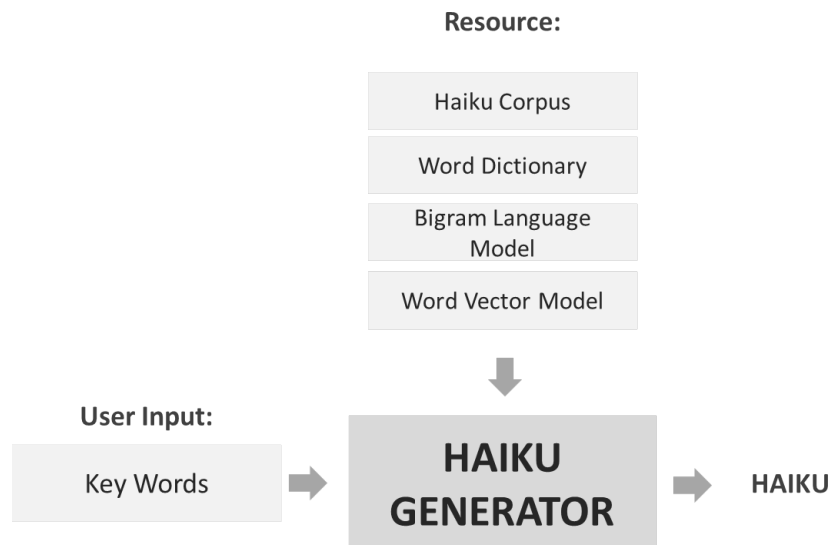 Resource:
Haiku Corpus
Word Dictionary
Bigram Language
Model
Word Vector Model
User Input:
Key Words
HAIKU
GENERATOR
HAIKU